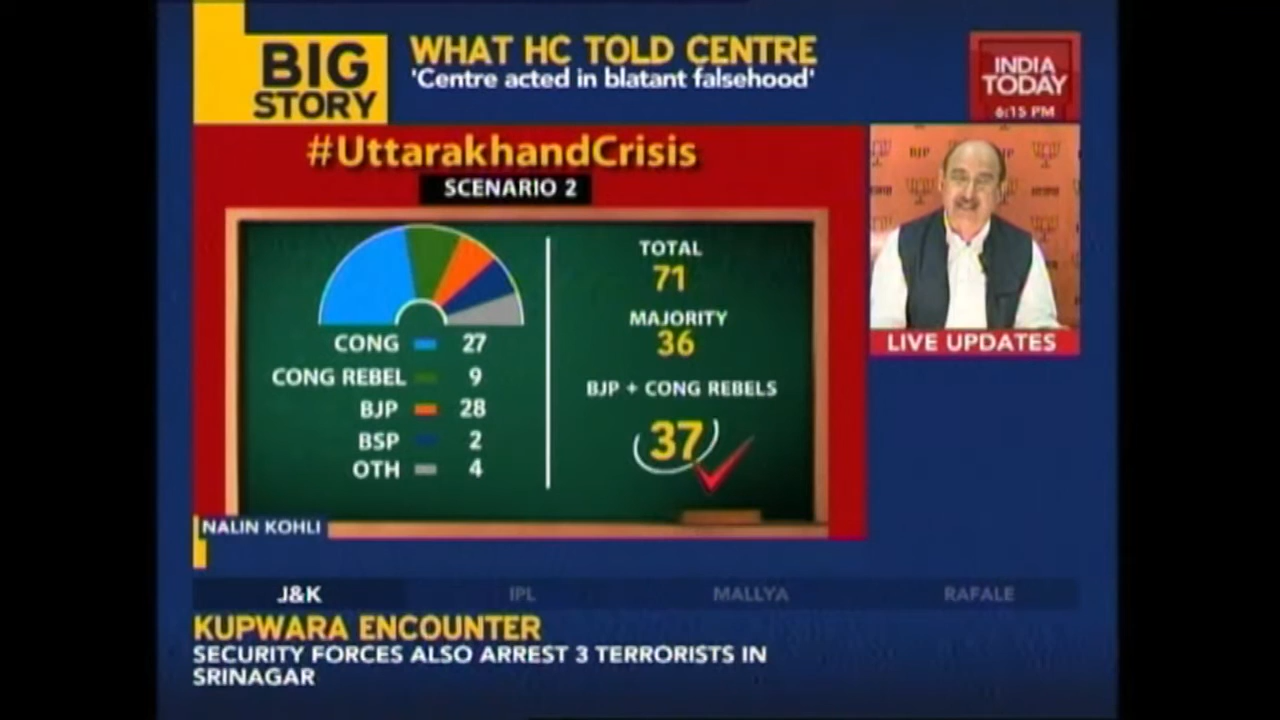 BIG
STORY
WHAT HC TOLD CENTRE
'Centre acted in blatant falsehood'
INDIA
TODAY
6:15 PM
#UttarakhandCrisis
SCENARIO 2
CONG 27
CONG REBEL 9
BJP 28
BSP 2
OTH 4
TOTAL
71
MAJORITY
36
BJP + CONG REBELS
37
BJP
LIVE UPDATES
NALIN KOHLI
J&K IPL MALLYA RAFALE
KUPWARA ENCOUNTER
SECURITY FORCES ALSO ARREST 3 TERRORISTS IN
SRINAGAR